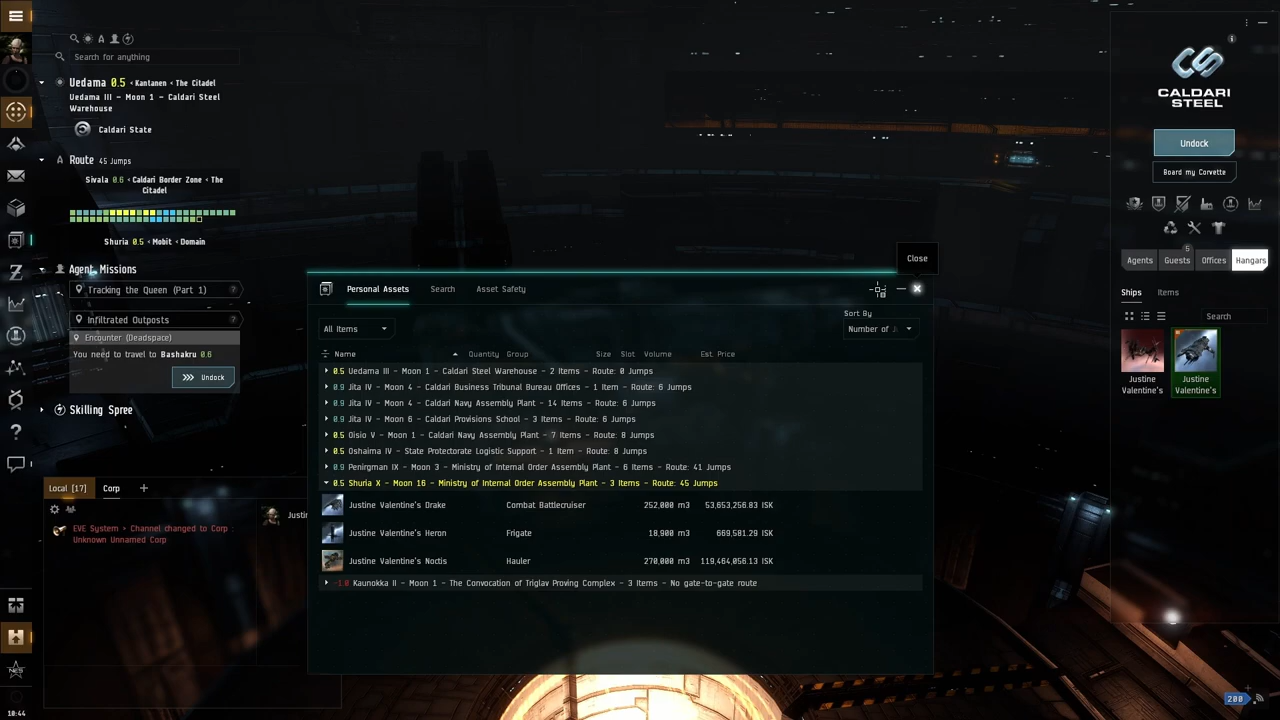 Search for anything
Uedama 0.5 < Kantanen < The Citadel
Uedama III - Moon 1 - Caldari Steel
Warehouse
Caldari State
Route 45 Jumps
Sivala 0.6 < Caldari Border Zone < The
Citadel
Shuria 0.5 < Mobit < Domain
Agent Missions
Tracking the Queen (Part 1) ?
Infiltrated Outposts ?
Encounter (Deadspace)
You need to travel to Bashakru 0.6
Undock
Skilling Spree
Local [17] Corp
EVE System > Channel changed to Corp :
Unknown Unnamed Corp
Justin
18:44
Close
Personal Assets Search Asset Safety
Sort By
All Items Number of J
Name Quantity Group Size Slot Volume Est. Price
0.5 Uedama III - Moon 1 - Caldari Steel Warehouse - 2 Items - Route: 0 Jumps
0.9 Jita IV - Moon 4 - Caldari Business Tribunal Bureau Offices - 1 Item - Route: 6 Jumps
0.9 Jita IV - Moon 4 - Caldari Navy Assembly Plant - 14 Items - Route: 6 Jumps
0.9 Jita IV - Moon 6 - Caldari Provisions School - 3 Items - Route: 6 Jumps
0.5 Oisio V - Moon 1 - Caldari Navy Assembly Plant - 7 Items - Route: 8 Jumps
0.5 Oshaima IV - State Protectorate Logistic Support - 1 Item - Route: 8 Jumps
0.9 Penirgman IX - Moon 3 - Ministry of Internal Order Assembly Plant - 6 Items - Route: 41 Jumps
0.5 Shuria X - Moon 16 - Ministry of Internal Order Assembly Plant - 3 Items - Route: 45 Jumps
Justine Valentine's Drake Combat Battlecruiser 252,000 m3 53,653,256.83 ISK
Justine Valentine's Heron Frigate 18,900 m3 669,581.29 ISK
Justine Valentine's Noctis Hauler 270,000 m3 119,464,056.13 ISK
-1.0 Kaunokka II - Moon 1 - The Convocation of Triglav Proving Complex - 3 Items - No gate-to-gate route
CALDARI
STEEL
Undock
Board my Corvette
5
Agents Guests Offices Hangars
Ships Items
Search
Justine
Valentine's
Justine
Valentine's
200